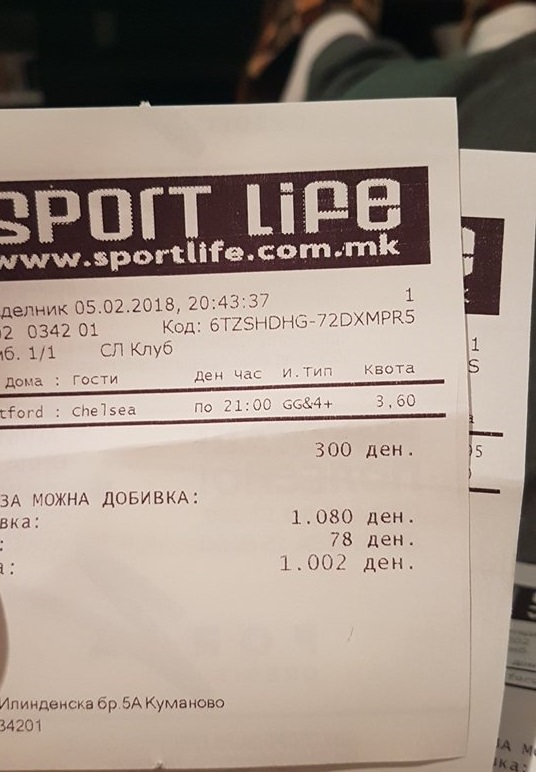 SPORT LiFe
www.sportlife.com.mk
делник 05.02.2018, 20:43:37 1
02 0342 01 Код: 6TZSHDHG-72DXMPR5
б. 1/1 СЛ Клуб
дома : Гости Ден час И.Тип Квота
tford : Chelsea по 21:00 GG&4+ 3,60
300 ден.
ЗА МОЖНА ДОБИВКА:
вка: 1.080 ден.
: 78 ден.
а: 1.002 ден.
Илинденска бр.5А Куманово
34201
1
S